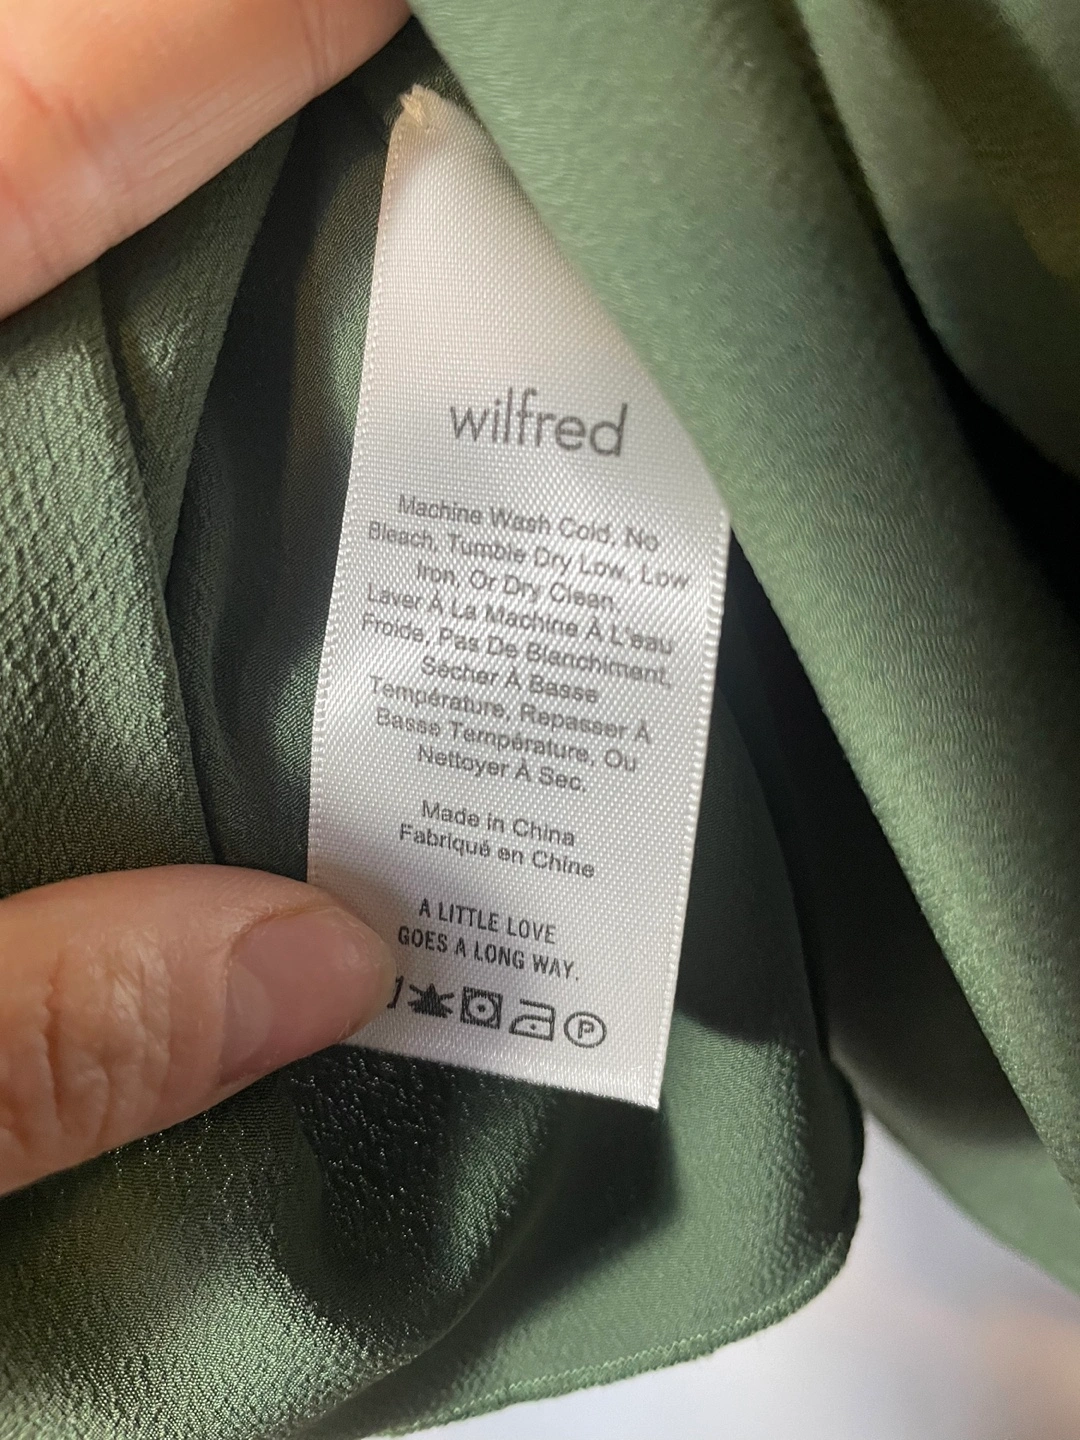 wilfred
Machine Wash Cold, No
Bleach, Tumble Dry Low, Low
Iron, Or Dry Clean.
Laver À La Machine À L'eau
Froide, Pas De Blanchiment,
Sécher À Basse
Température, Repasser À
Basse Température, Ou
Nettoyer À Sec.
Made in China
Fabriqué en Chine
A LITTLE LOVE
GOES A LONG WAY.
P